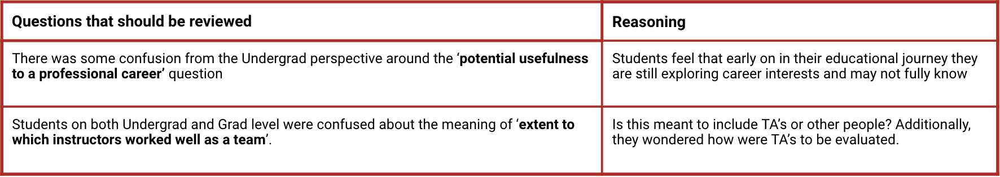 Questions that should be reviewed
Reasoning
There was some confusion from the Undergrad perspective around the ‘potential usefulness
to a professional career’ question
Students feel that early on in their educational journey they
are still exploring career interests and may not fully know
Students on both Undergrad and Grad level were confused about the meaning of ‘extent to
which instructors worked well as a team’.
Is this meant to include TA’s or other people? Additionally,
they wondered how were TA’s to be evaluated.